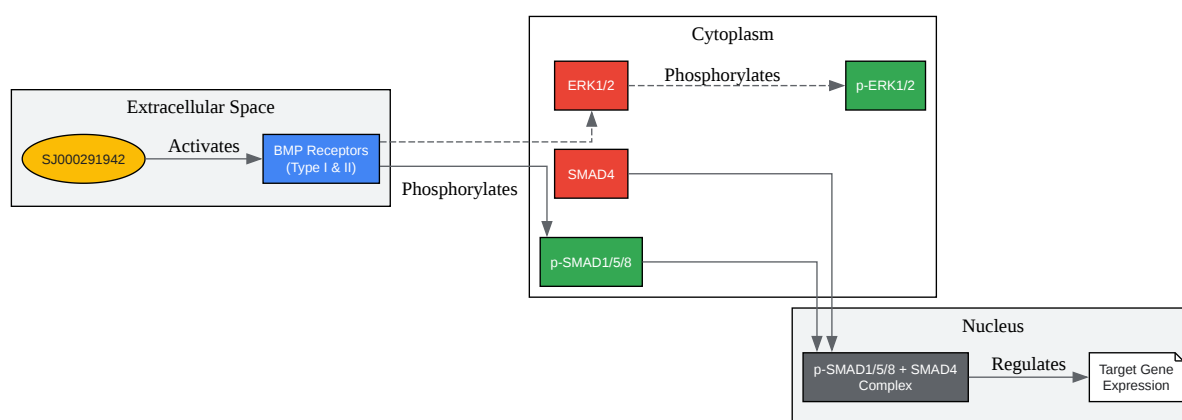 Cytoplasm
ERK1/2
Phosphorylates
p-ERK1/2
Extracellular Space
SJ000291942
Activates
BMP Receptors
(Type I & II)
Phosphorylates
SMAD4
p-SMAD1/5/8
Nucleus
p-SMAD1/5/8 + SMAD4
Complex
Regulates
Target Gene
Expression